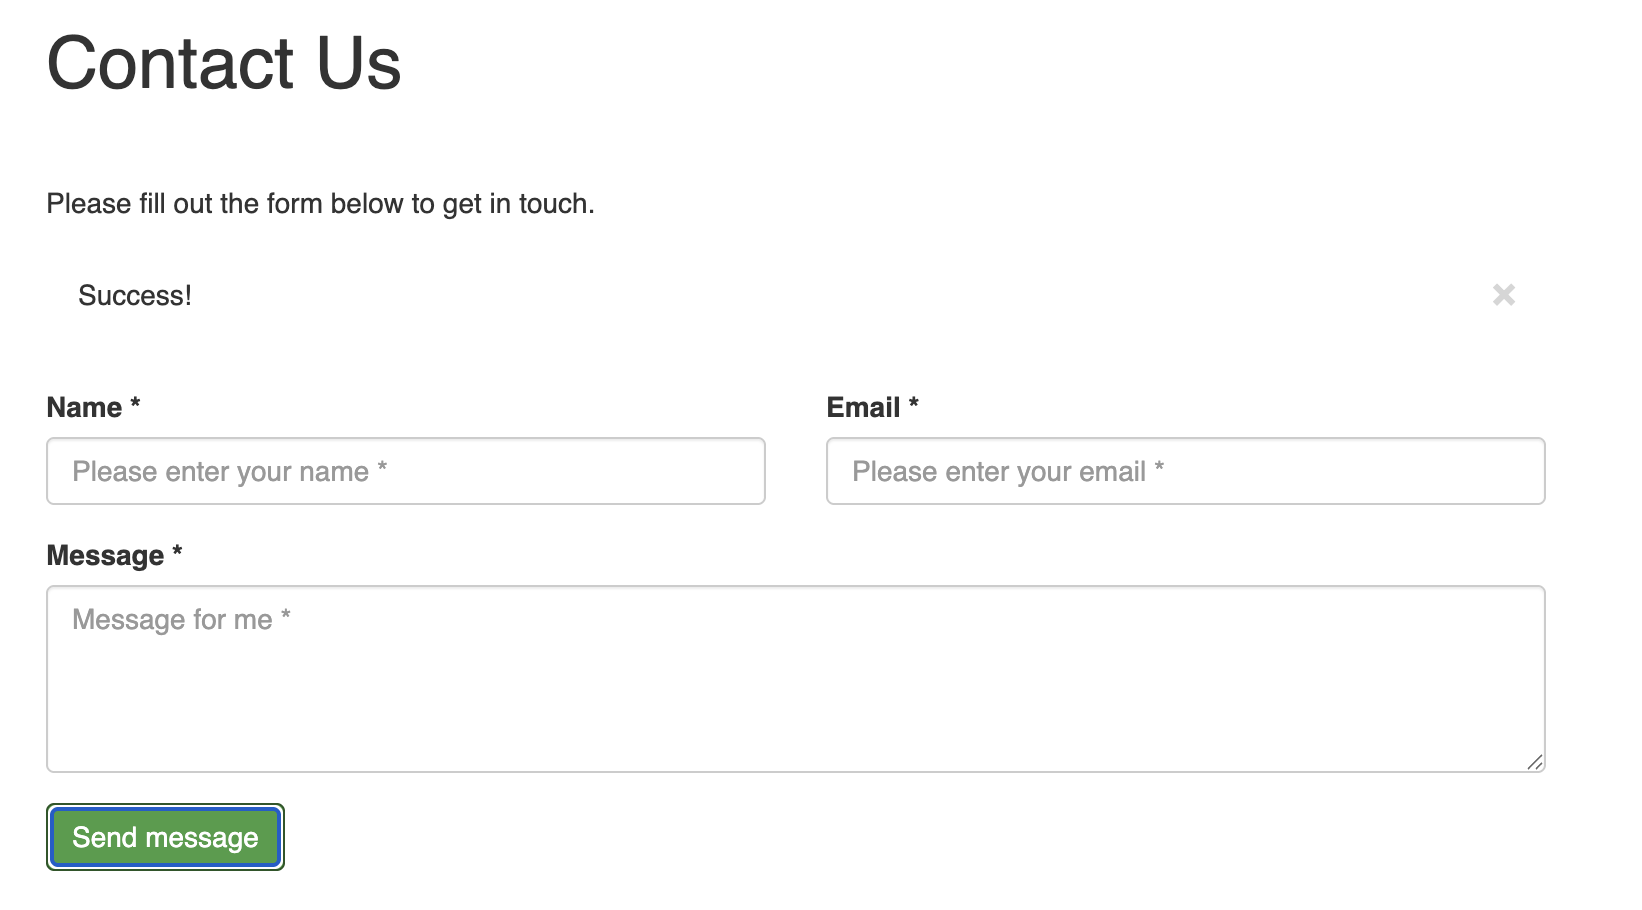 Contact Us
Please fill out the form below to get in touch.
Success! ×
Name * Email *
Please enter your name * Please enter your email *
Message *
Message for me *
Send message